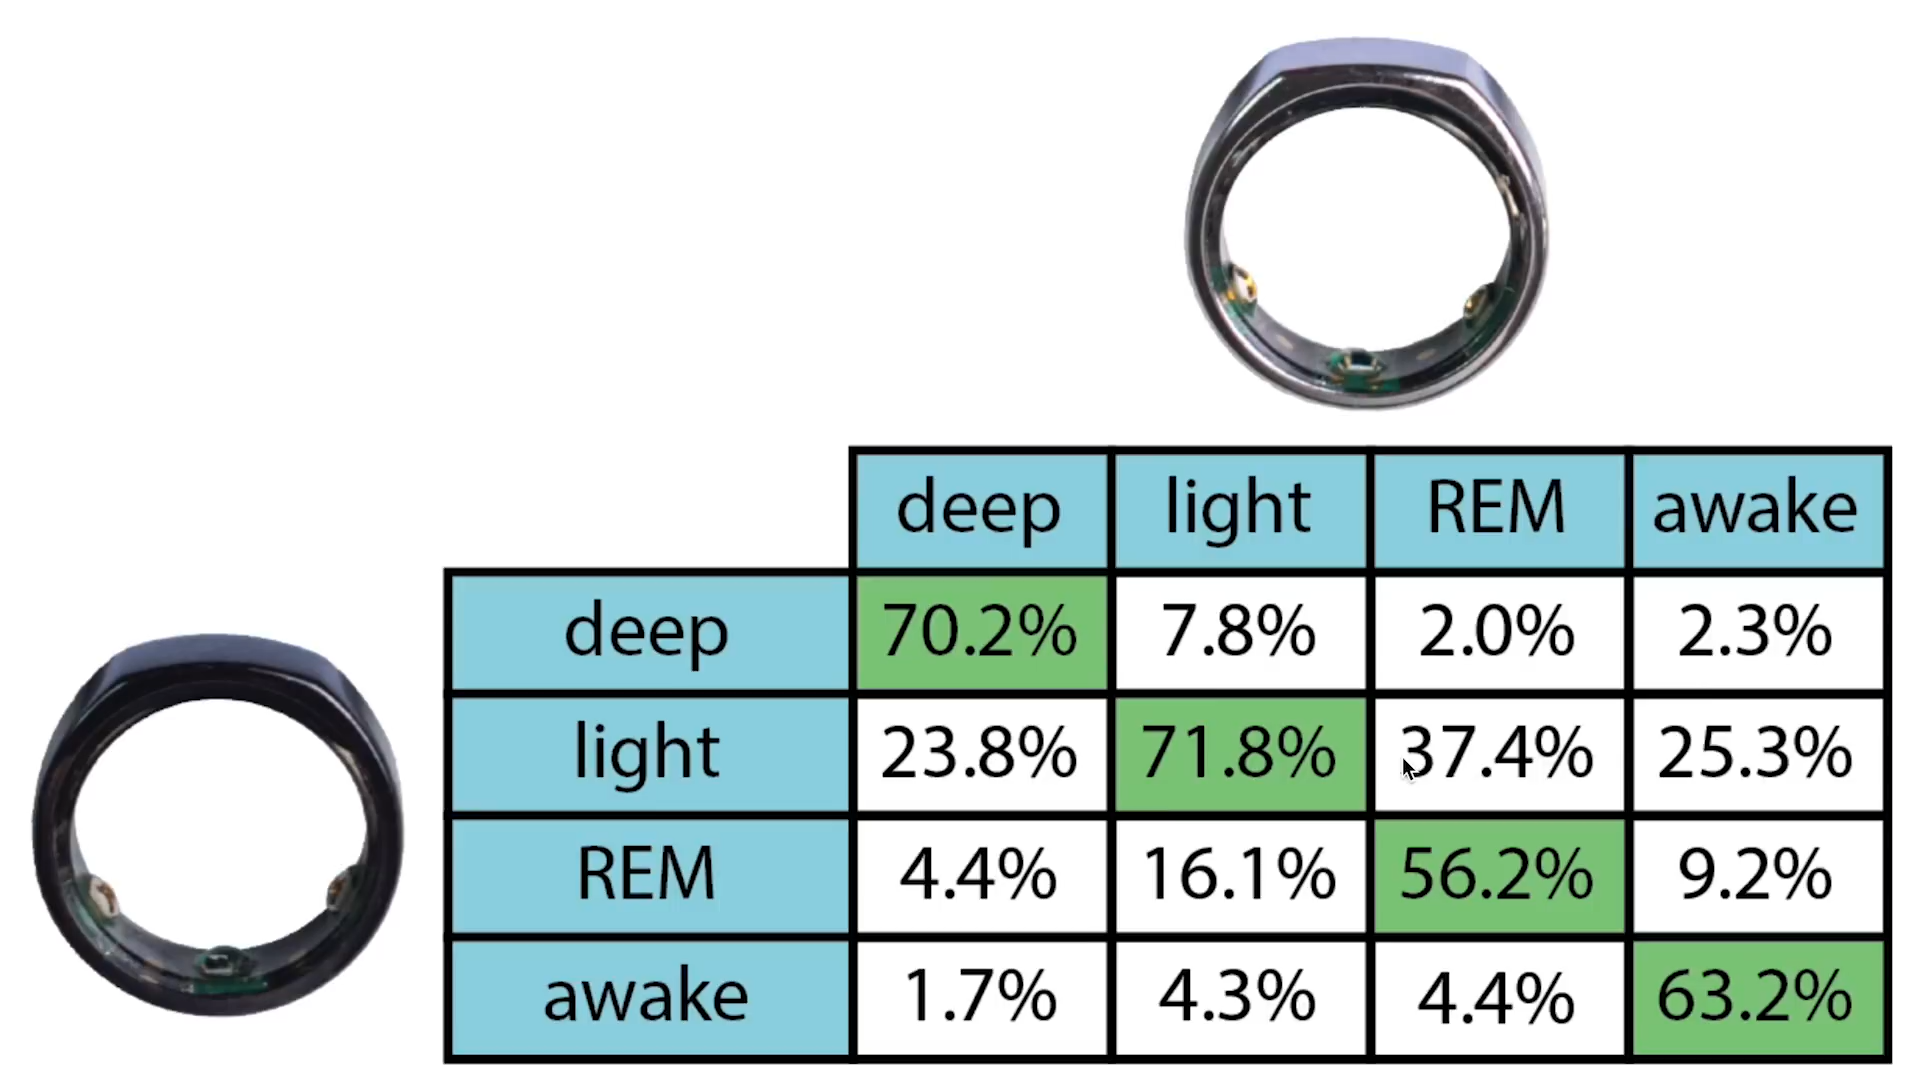 deep light REM awake
deep 70.2% 7.8% 2.0% 2.3%
light 23.8% 71.8% 37.4% 25.3%
REM 4.4% 16.1% 56.2% 9.2%
awake 1.7% 4.3% 4.4% 63.2%